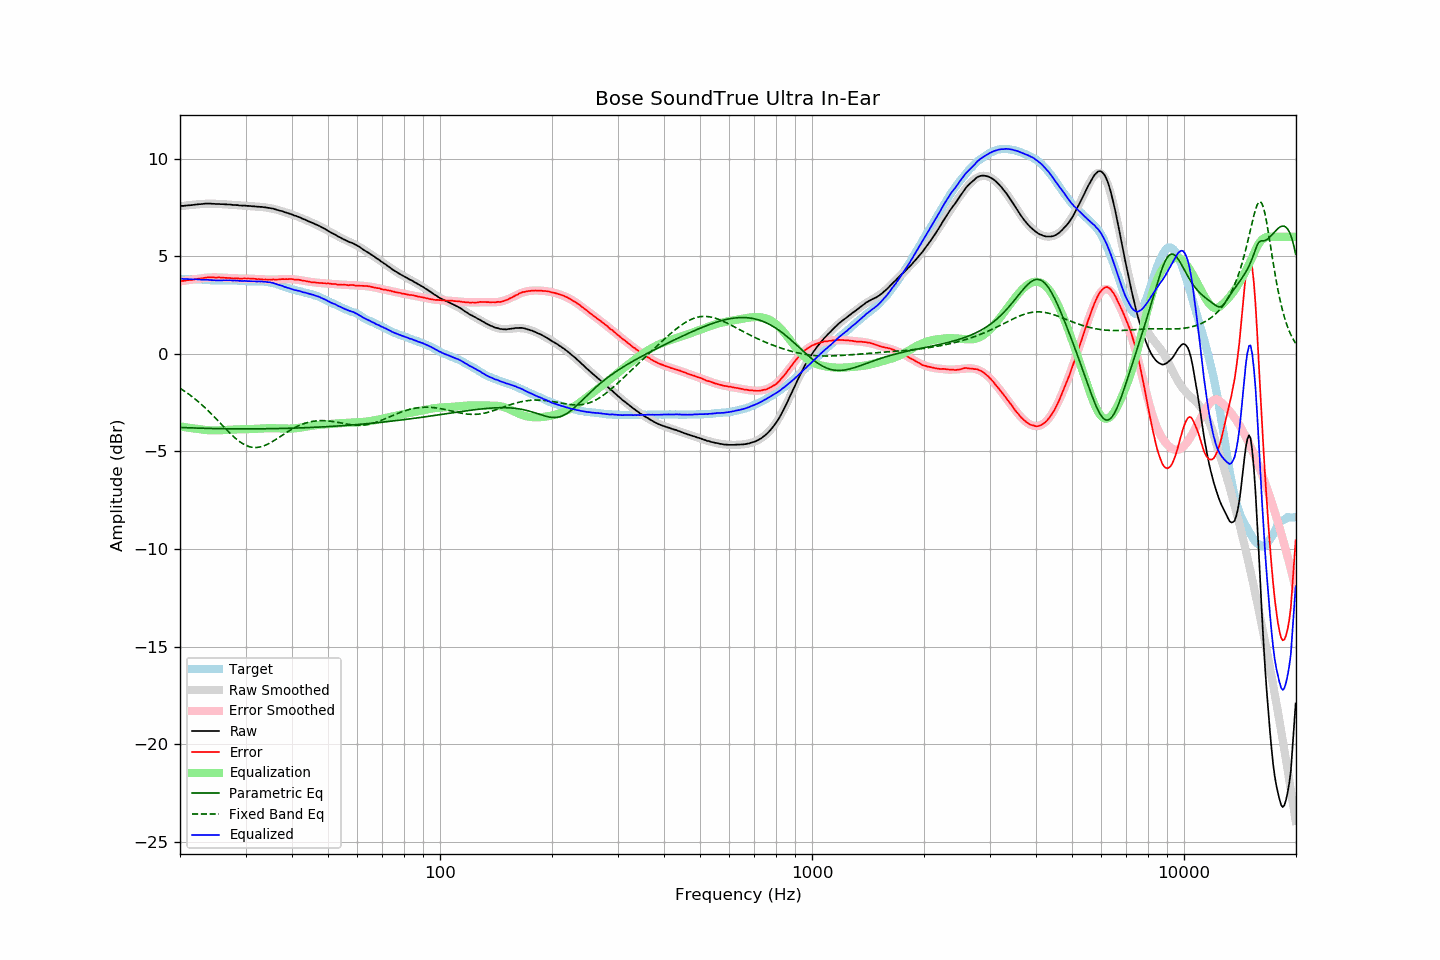 Bose SoundTrue Ultra In-Ear
Amplitude (dBr)
10
5
0
−5
−10
−15
−20
−25
Target
Raw Smoothed
Error Smoothed
Raw
Error
Equalization
Parametric Eq
Fixed Band Eq
Equalized
100
1000
10000
Frequency (Hz)